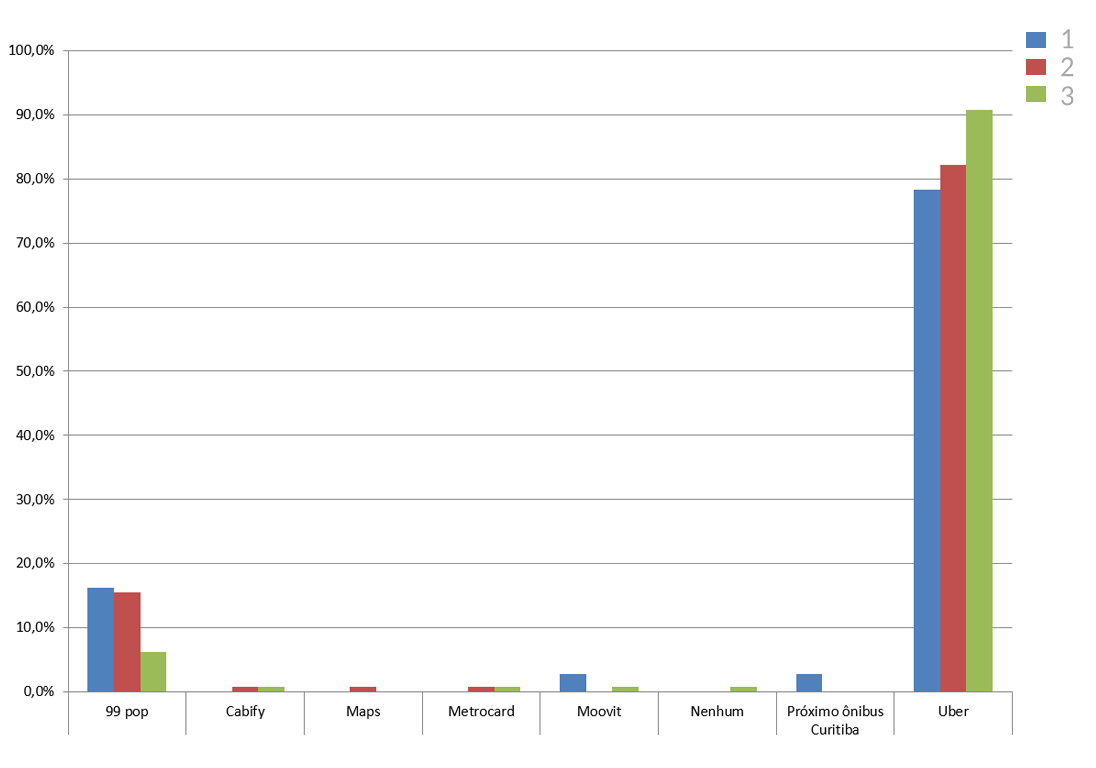 1
2
3
100,0%
90,0%
80,0%
70,0%
60,0%
50,0%
40,0%
30,0%
20,0%
10,0%
0,0%
99 pop
Cabify
Maps
Metrocard
Moovit
Nenhum
Próximo ônibus
Curitiba
Uber